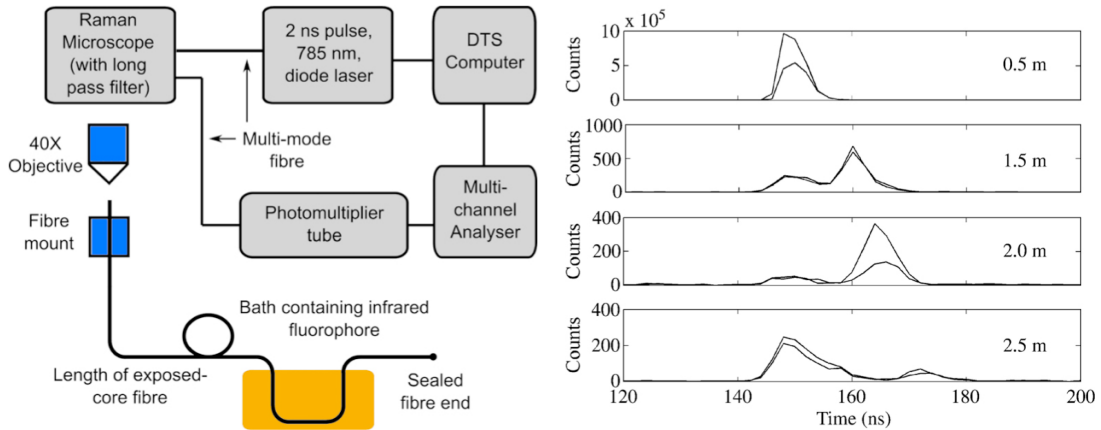 Raman
Microscope
(with long
pass filter)
2 ns pulse,
785 nm,
diode laser
DTS
Computer
40X
Objective
Multi-mode
fibre
Fibre
mount
Photomultiplier
tube
Multi-
channel
Analyser
Bath containing infrared
fluorophore
Length of exposed-
core fibre
Sealed
fibre end
10 x 10⁵
5
0
Counts
0.5 m
1000
500
0
Counts
1.5 m
400
200
0
Counts
2.0 m
400
200
0
Counts
2.5 m
120 140 160 180 200
Time (ns)